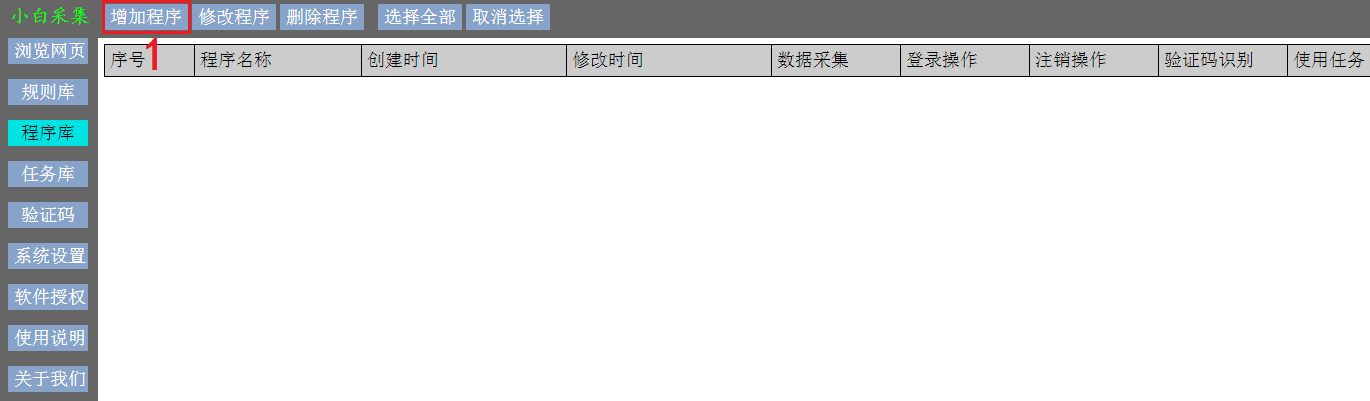 小白采集 增加程序 修改程序 删除程序 选择全部 取消选择
1
浏览网页
序号 程序名称 创建时间 修改时间 数据采集 登录操作 注销操作 验证码识别 使用任务
规则库
程序库
任务库
验证码
系统设置
软件授权
使用说明
关于我们